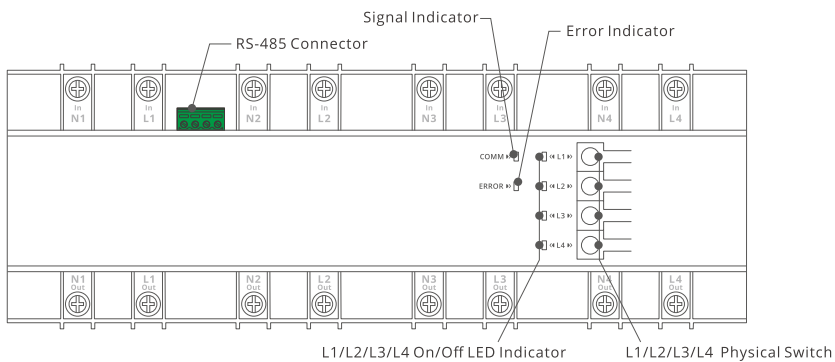 Signal Indicator
Error Indicator
RS-485 Connector
In In In In In In In In
N1 L1 N2 L2 N3 L3 N4 L4
COMM
ERROR
L1
L2
L3
L4
N1 L1 N2 L2 N3 L3 N4 L4
Out Out Out Out Out Out Out Out
L1/L2/L3/L4 On/Off LED Indicator
L1/L2/L3/L4 Physical Switch